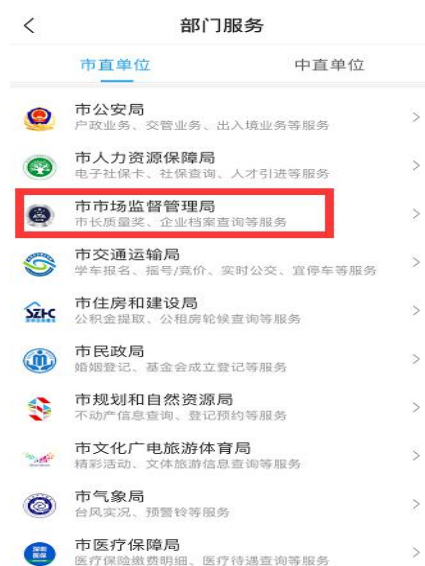 部门服务
市直单位 中直单位
市公安局
户政业务、交管业务、出入境业务等服务
市人力资源保障局
电子社保卡、社保查询、人才引进等服务
市市场监督管理局
市长质量奖、企业档案查询等服务
市交通运输局
学车报名、摇号/竞价、实时公交、宜停车等服务
市住房和建设局
公积金提取、公租房轮候查询等服务
SZHC
市民政局
婚姻登记、基金会成立登记等服务
市规划和自然资源局
不动产信息查询、登记预约等服务
市文化广电旅游体育局
精彩活动、文体旅游信息查询等服务
市气象局
台风实况、预警铃等服务
市医疗保障局
医疗保险缴费明细、医疗待遇查询等服务
深圳
医保